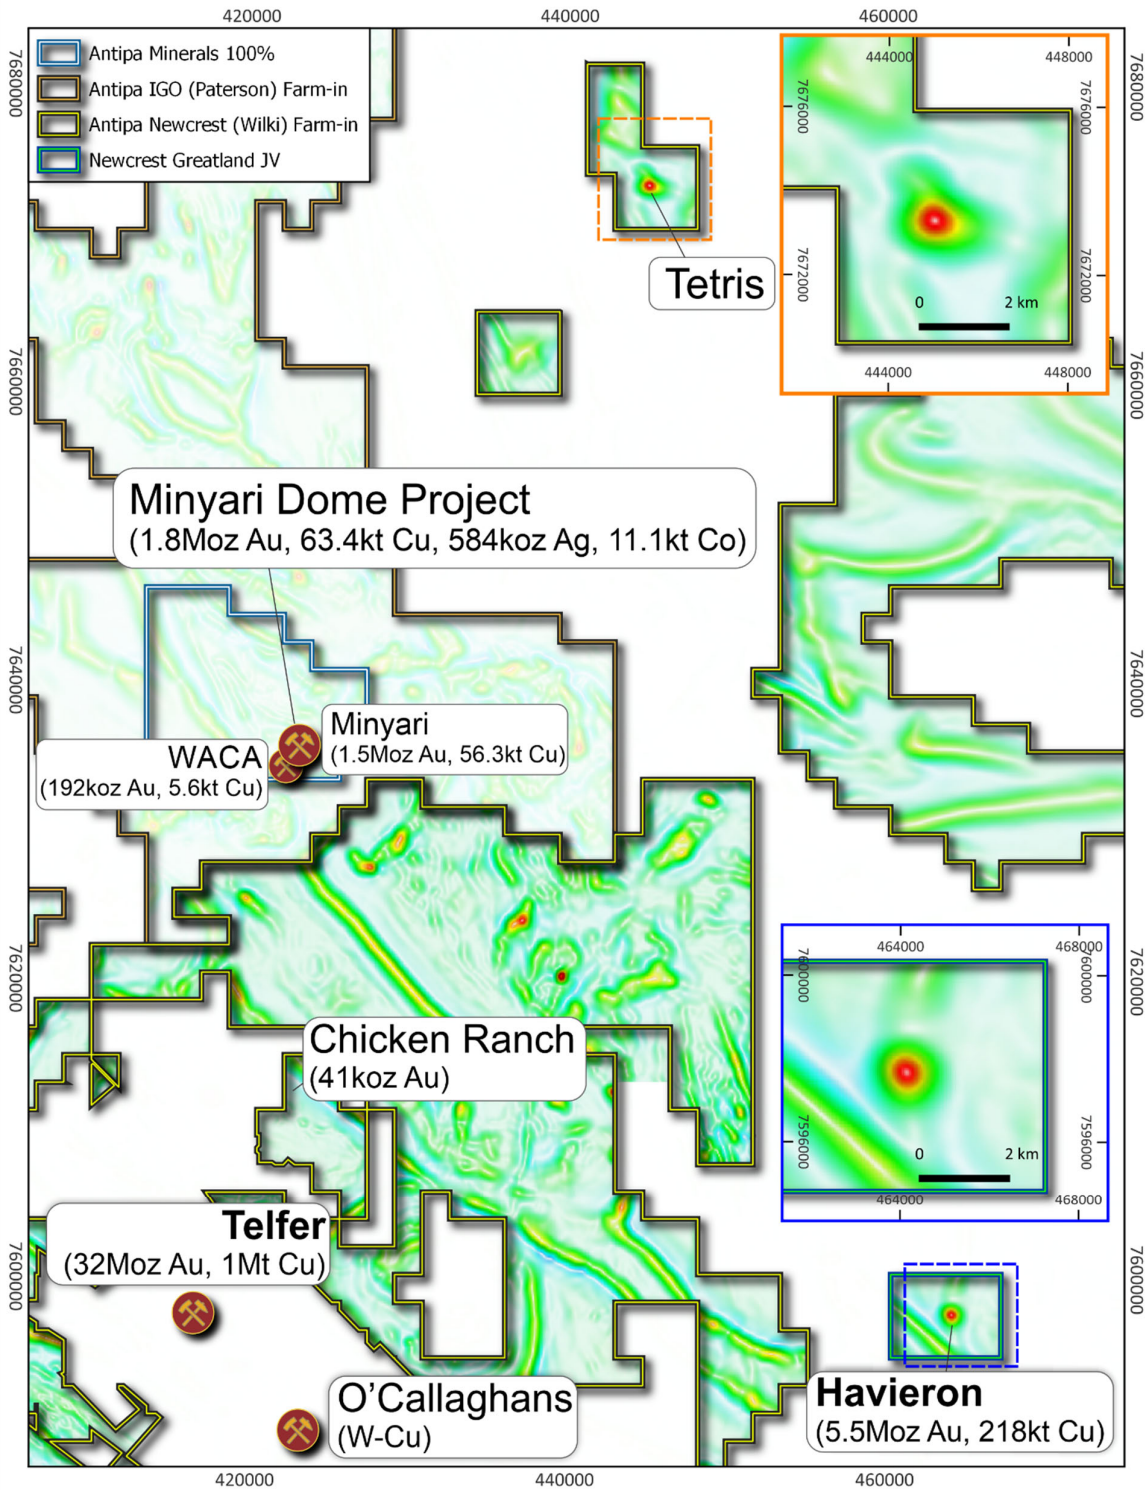 420000
440000
460000
Antipa Minerals 100%
Antipa IGO (Paterson) Farm-in
Antipa Newcrest (Wilki) Farm-in
Newcrest Greatland JV
7680000
7680000
444000
448000
7676000
7676000
Tetris
7672000
7672000
0
2 km
444000
448000
7660000
7660000
Minyari Dome Project
(1.8Moz Au, 63.4kt Cu, 584koz Ag, 11.1kt Co)
7640000
7640000
Minyari
(1.5Moz Au, 56.3kt Cu)
WACA
(192koz Au, 5.6kt Cu)
7620000
7620000
464000
468000
7600000
7600000
Chicken Ranch
(41koz Au)
7596000
7596000
0
2 km
464000
468000
Telfer
(32Moz Au, 1Mt Cu)
7600000
7600000
O'Callaghans
(W-Cu)
Havieron
(5.5Moz Au, 218kt Cu)
420000
440000
460000